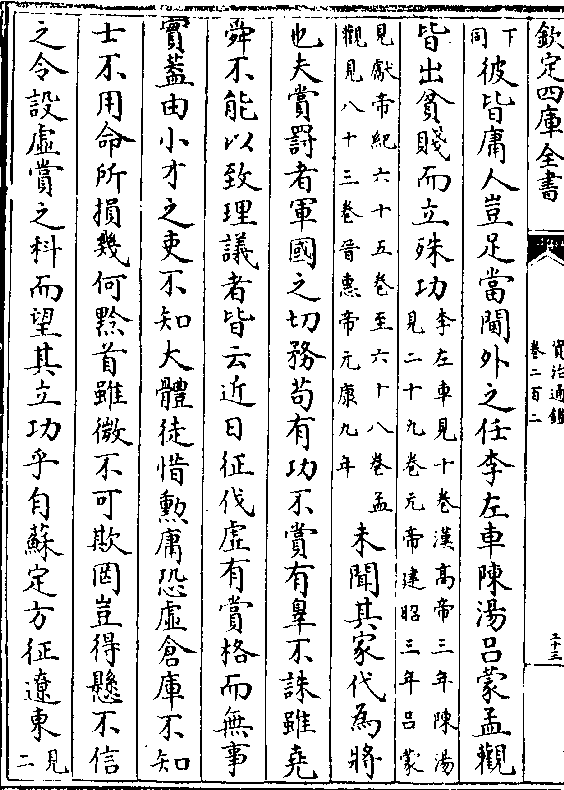 欽定四庫全書
資治通鑑
卷二百二
二十三
下
同
彼皆庸人豈足當閫外之任李左車陳湯吕蒙孟觀
皆出貧賤而立殊功
李左車見十卷漢高帝三年陳湯
見二十九卷元帝建昭三年吕蒙
見獻帝紀六十五卷至六十八卷孟
觀見八十三卷晉惠帝元康九年
未聞其家代為將
也夫賞罰者軍國之切務苟有功不賞有辠不誅雖堯
舜不能以致理議者皆云近日征伐虚有賞格而無事
實葢由小才之吏不知大體徒惜勲庸恐虚倉庫不知
士不用命所損幾何黔首雖微不可欺罔豈得懸不信
之令設虚賞之科而望其立功乎自蘇定方征遼東
見
二